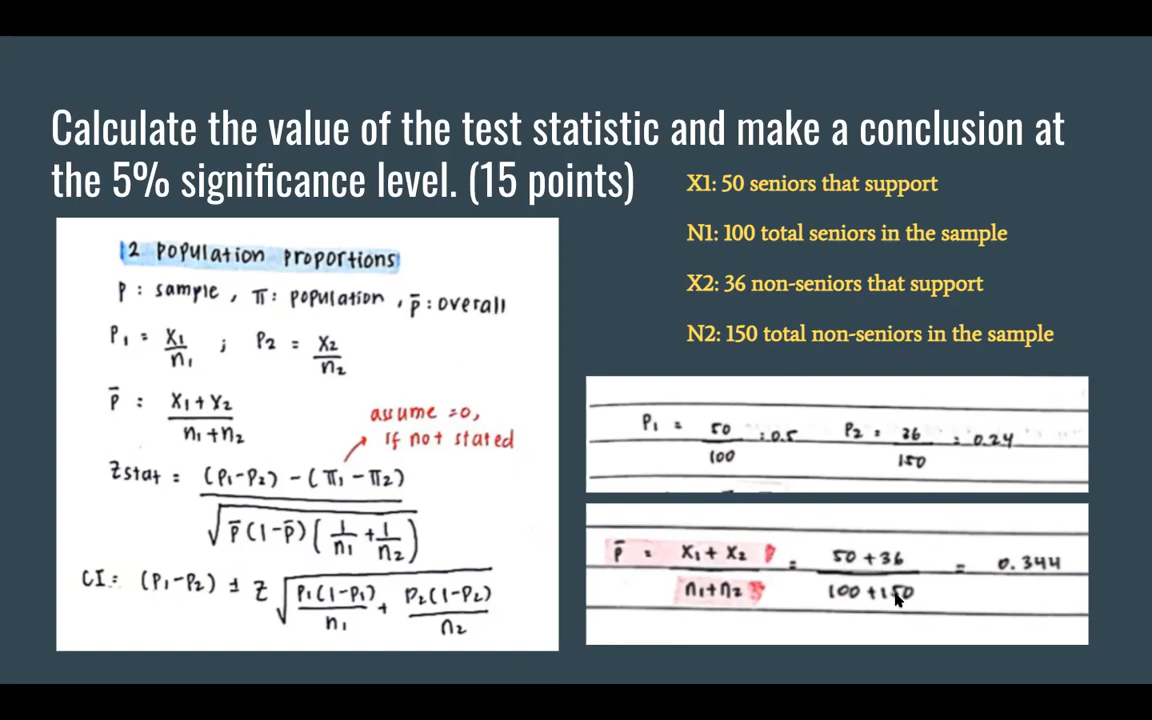 Calculate the value of the test statistic and make a conclusion at
the 5% significance level. (15 points)
X1: 50 seniors that support
N1: 100 total seniors in the sample
X2: 36 non-seniors that support
N2: 150 total non-seniors in the sample
2 population proportions
p : sample , π : population , p̄ : overall
P₁ = X₁/n₁ ; P₂ = X₂/n₂
p̄ : X₁ + X₂ / n₁ + n₂
assume = 0,
if not stated
Zstat = (P₁ - P₂) - (π₁ - π₂) / √ p̄ (1 - p̄) ( 1/n₁ + 1/n₂ )
CI = (P₁ - P₂) ± Z √ P₁(1 - P₁)/n₁ + P₂(1 - P₂)/n₂
P₁ = 50/100 : 0.5 P₂ = 36/150 = 0.24
p̄ = X₁ + X₂ / n₁ + n₂ = 50 + 36 / 100 + 150 = 0.344